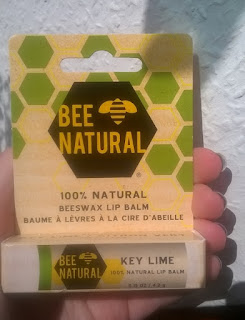 BEE
NATURAL®
100% NATURAL
BEESWAX LIP BALM
BAUME À LÈVRES À LA CIRE D'ABEILLE
BEE
NATURAL
KEY LIME
100% NATURAL LIP BALM